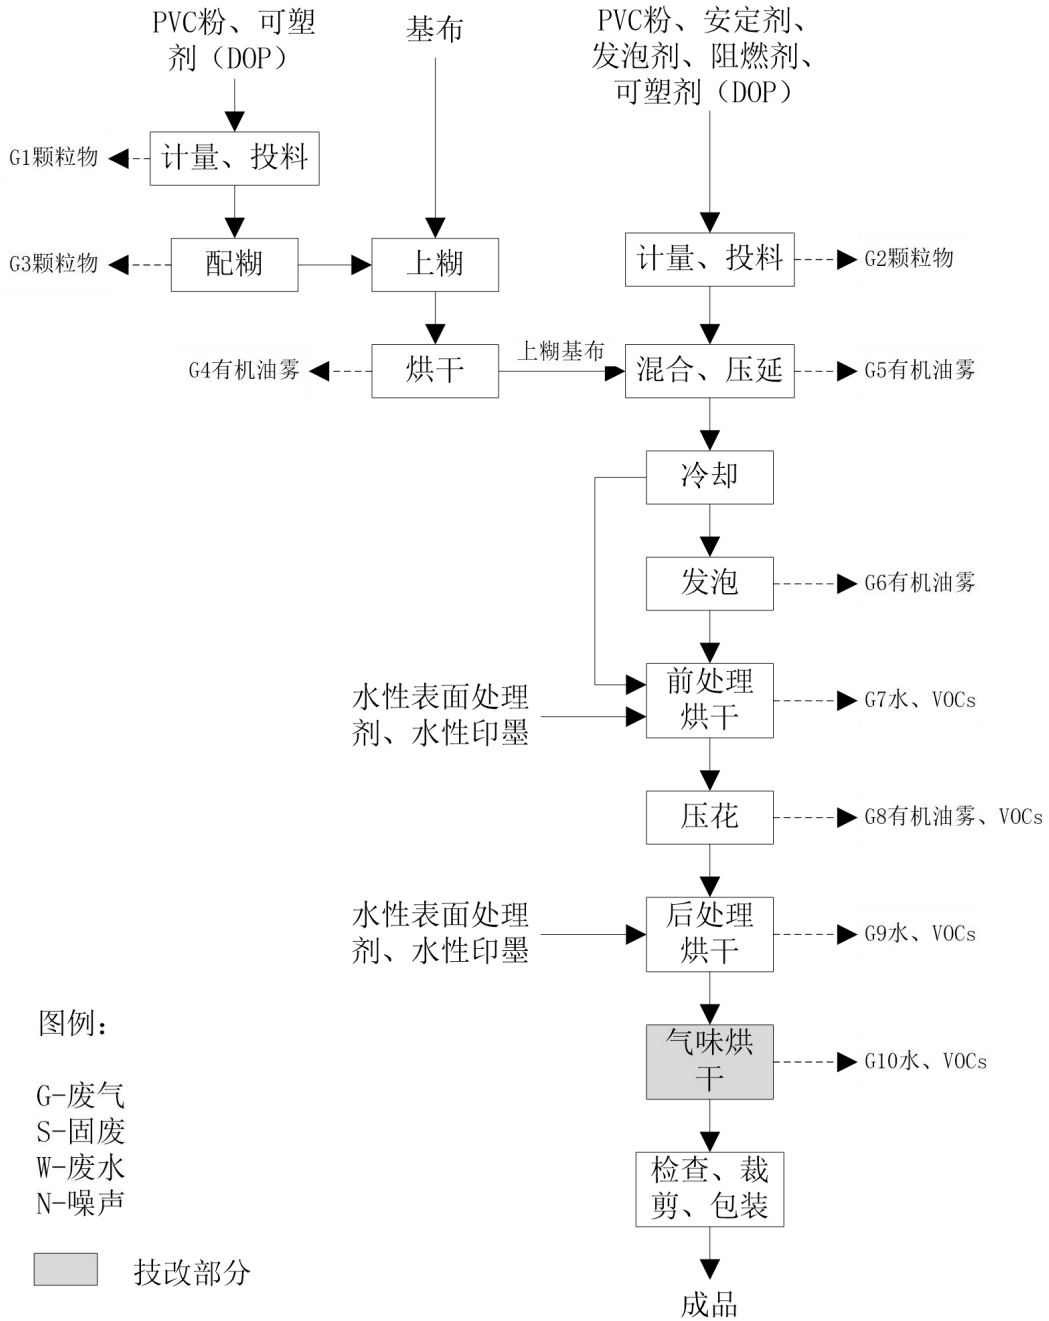 PVC粉、可塑
剂（DOP）
基布
PVC粉、安定剂、
发泡剂、阻燃剂、
可塑剂（DOP）
G1颗粒物
计量、投料
G3颗粒物
配糊
上糊
计量、投料
G2颗粒物
G4有机油雾
烘干
上糊基布
混合、压延
G5有机油雾
冷却
发泡
G6有机油雾
水性表面处理
剂、水性印墨
前处理
烘干
G7水、VOCs
压花
G8有机油雾、VOCs
水性表面处理
剂、水性印墨
后处理
烘干
G9水、VOCs
气味烘
干
G10水、VOCs
检查、裁
剪、包装
成品
图例：
G-废气
S-固废
W-废水
N-噪声
技改部分